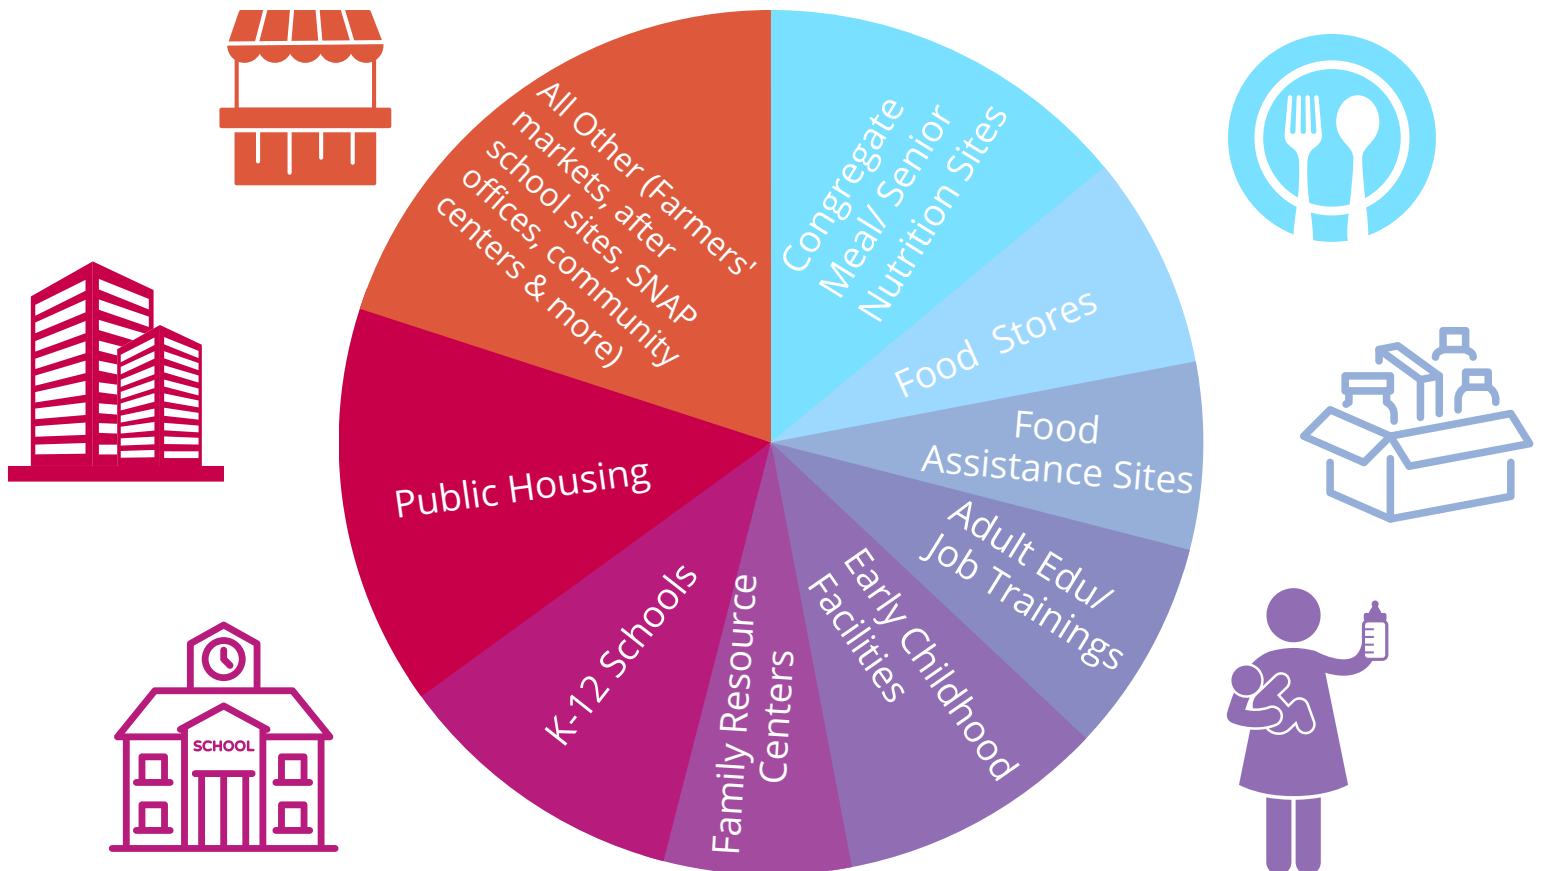 Congregate
Meal/ Senior
Nutrition Sites
Food Stores
Food
Assistance Sites
Adult Edu/
Job Trainings
Early Childhood
Facilities
Family Resource
Centers
K-12 Schools
Public Housing
All Other (Farmers'
markets, after
school sites, SNAP
offices, community
centers & more)
SCHOOL